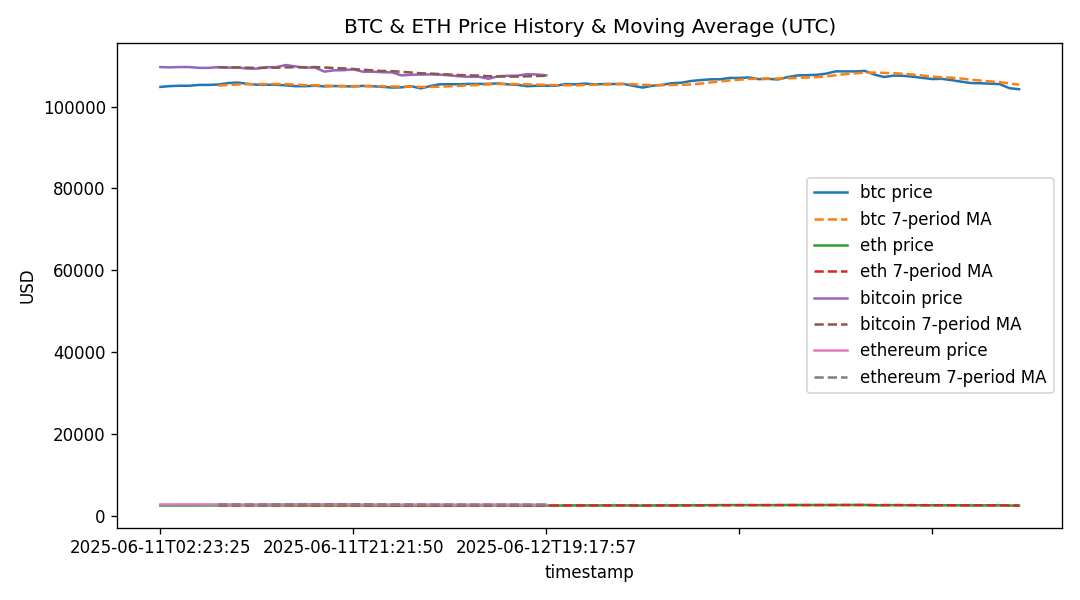 BTC & ETH Price History & Moving Average (UTC)
USD
100000
80000
60000
40000
20000
0
btc price
btc 7-period MA
eth price
eth 7-period MA
bitcoin price
bitcoin 7-period MA
ethereum price
ethereum 7-period MA
2025-06-11T02:23:25 2025-06-11T21:21:50 2025-06-12T19:17:57
timestamp